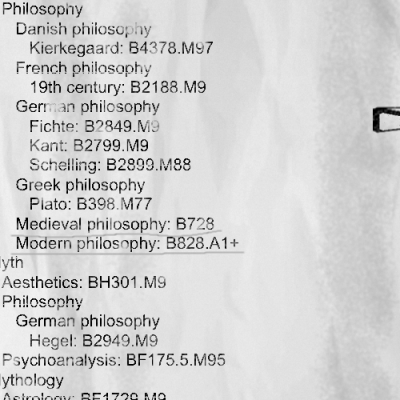 Philosophy
Danish philosophy
Kierkegaard: B4378.M97
French philosophy
19th century: B2188.M9
German philosophy
Fichte: B2849.M9
Kant: B2799.M9
Schelling: B2899.M88
Greek philosophy
Plato: B398.M77
Medieval philosophy: B728
Modern philosophy: B828.A1+
lyth
Aesthetics: BH301.M9
Philosophy
German philosophy
Hegel: B2949.M9
Psychoanalysis: BF175.5.M95
lythology
Astrology: BF1729.M9